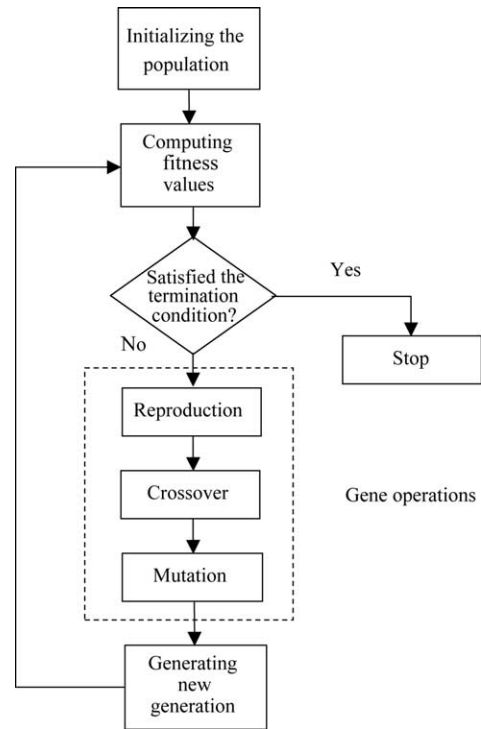 Initializing the
population
Computing
fitness
values
Satisfied the
termination
condition?
Yes
No
Stop
Reproduction
Crossover
Gene operations
Mutation
Generating
new
generation